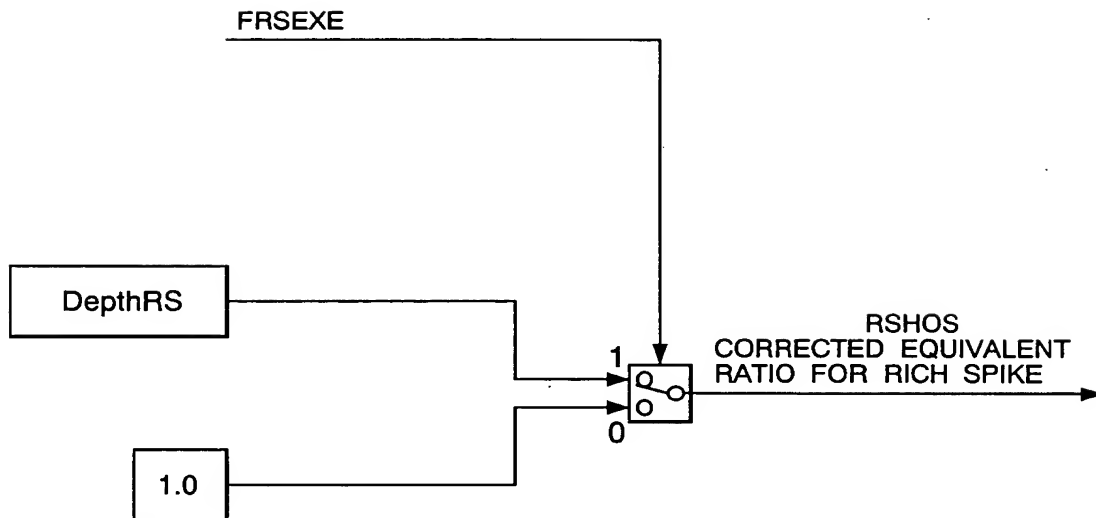 FRSEXE
DepthRS
1
RSHOS
CORRECTED EQUIVALENT
RATIO FOR RICH SPIKE
0
1.0